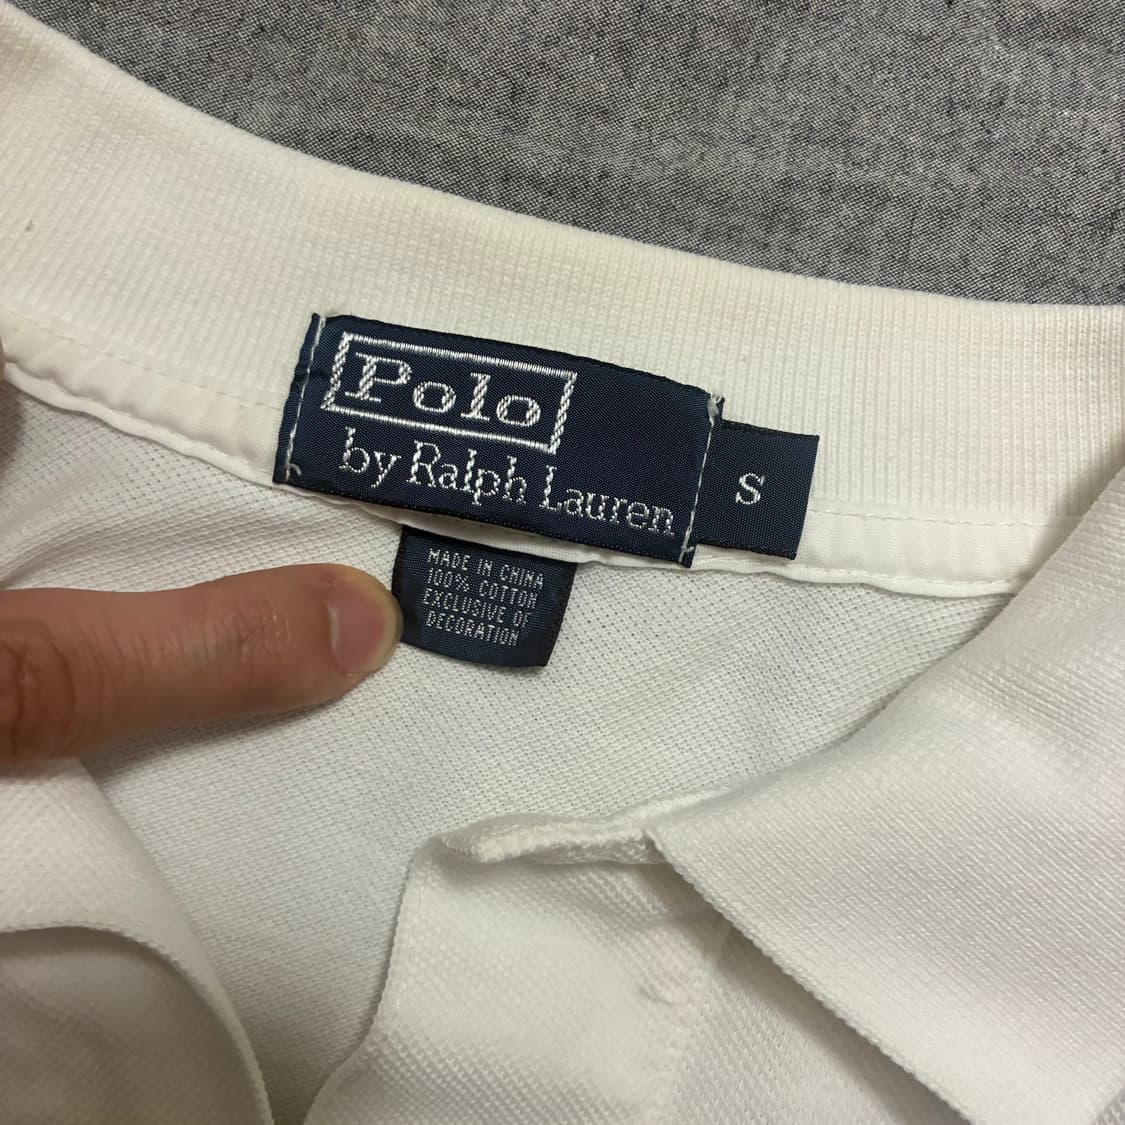 Polo
by Ralph Lauren
S
MADE IN CHINA
100% COTTON
EXCLUSIVE OF
DECORATION